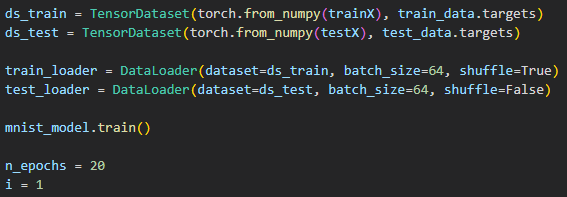 ds_train = TensorDataset(torch.from_numpy(trainX), train_data.targets)
ds_test = TensorDataset(torch.from_numpy(testX), test_data.targets)
train_loader = DataLoader(dataset=ds_train, batch_size=64, shuffle=True)
test_loader = DataLoader(dataset=ds_test, batch_size=64, shuffle=False)
mnist_model.train()
n_epochs = 20
i = 1